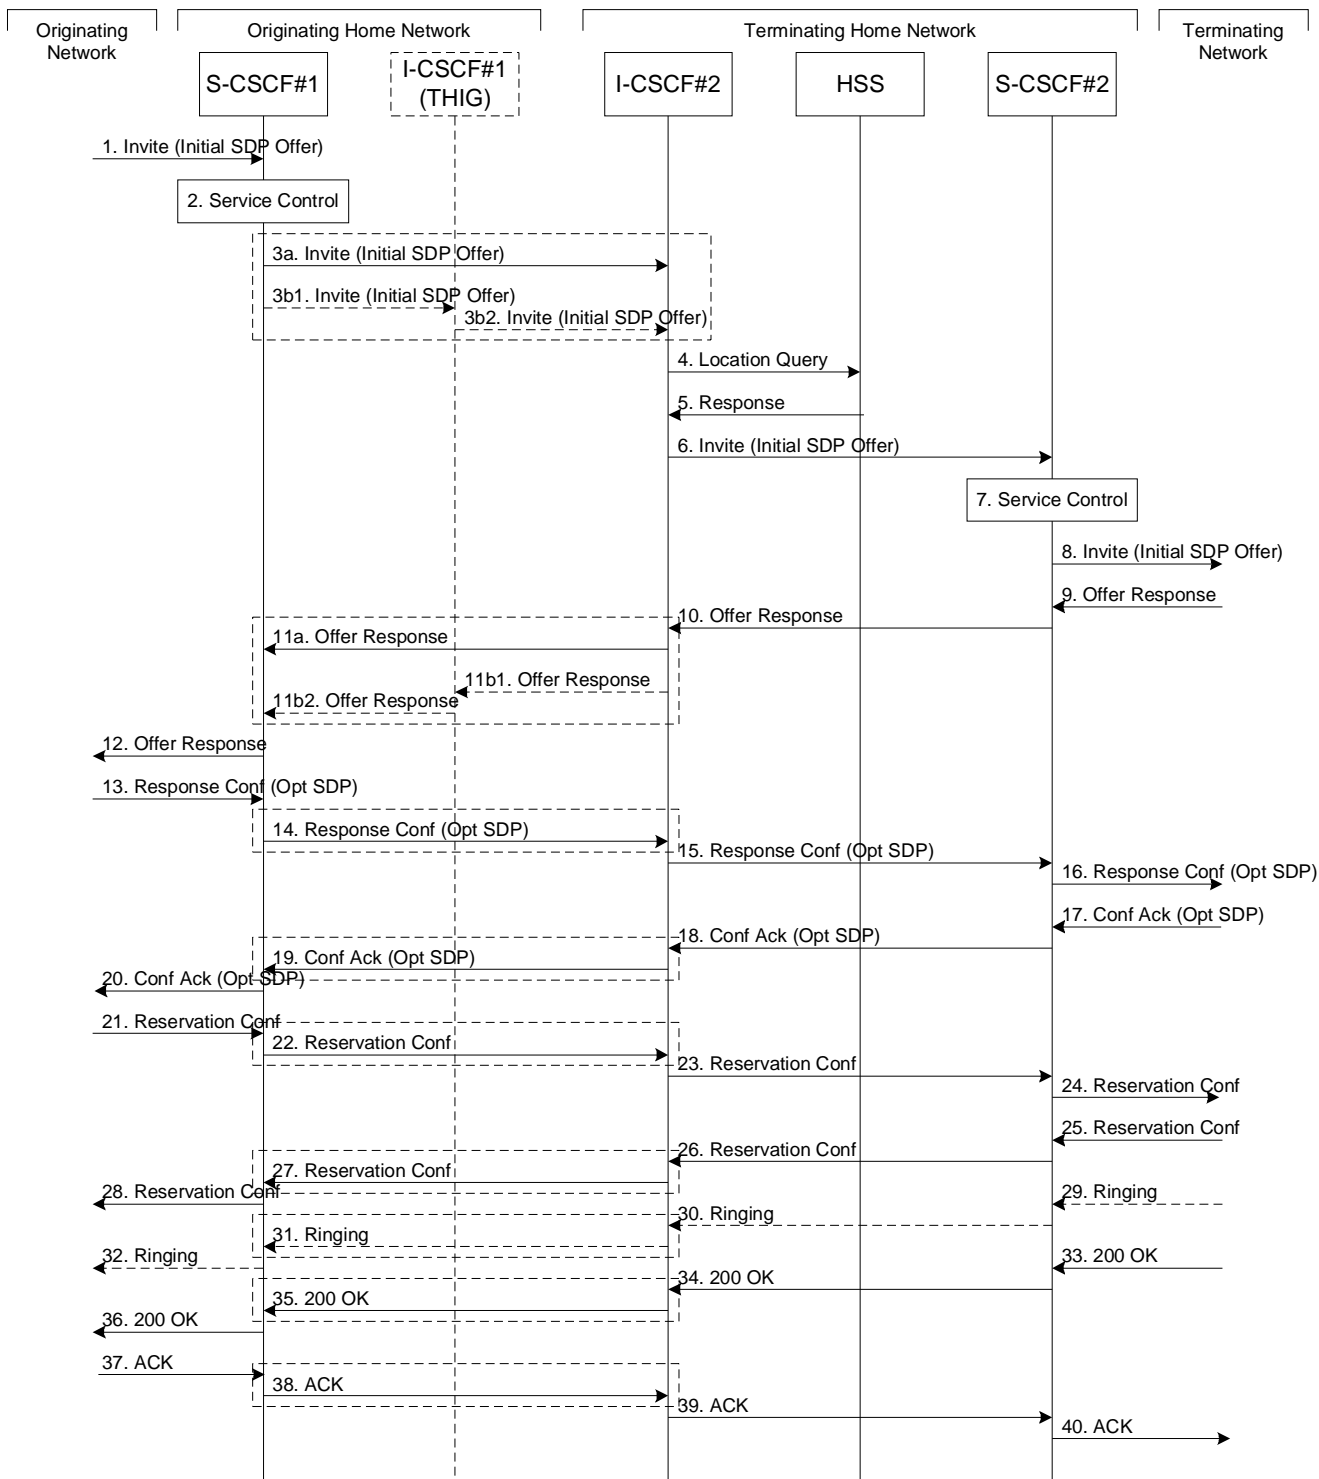 Originating
Network
Originating Home Network
Terminating Home Network
Terminating
Network
S-CSCF#1
I-CSCF#1
(THIG)
I-CSCF#2
HSS
S-CSCF#2
1. Invite (Initial SDP Offer)
2. Service Control
3a. Invite (Initial SDP Offer)
3b1. Invite (Initial SDP Offer)
3b2. Invite (Initial SDP Offer)
4. Location Query
5. Response
6. Invite (Initial SDP Offer)
7. Service Control
8. Invite (Initial SDP Offer)
9. Offer Response
10. Offer Response
11a. Offer Response
11b1. Offer Response
11b2. Offer Response
12. Offer Response
13. Response Conf (Opt SDP)
14. Response Conf (Opt SDP)
15. Response Conf (Opt SDP)
16. Response Conf (Opt SDP)
17. Conf Ack (Opt SDP)
18. Conf Ack (Opt SDP)
19. Conf Ack (Opt SDP)
20. Conf Ack (Opt SDP)
21. Reservation Conf
22. Reservation Conf
23. Reservation Conf
24. Reservation Conf
25. Reservation Conf
26. Reservation Conf
27. Reservation Conf
28. Reservation Conf
29. Ringing
30. Ringing
31. Ringing
32. Ringing
33. 200 OK
34. 200 OK
35. 200 OK
36. 200 OK
37. ACK
38. ACK
39. ACK
40. ACK